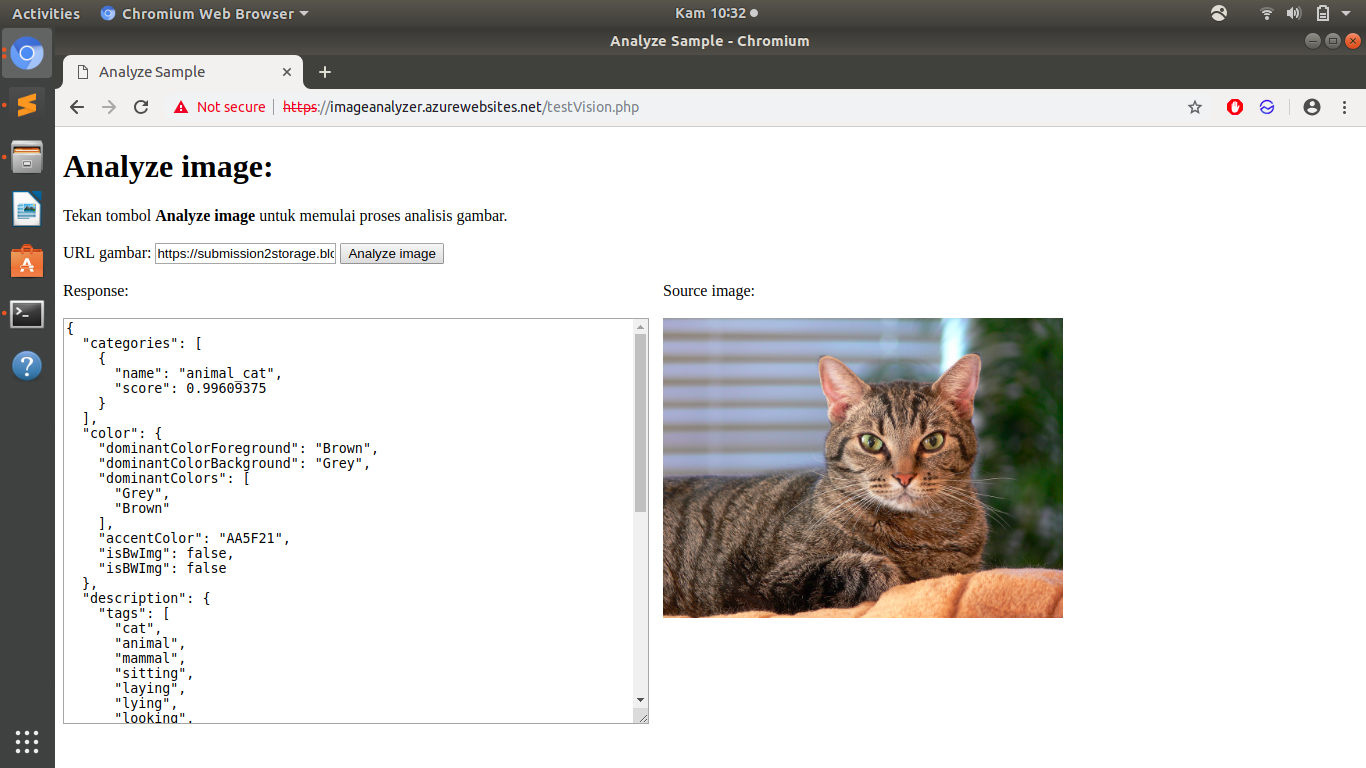 Activities
Chromium Web Browser
Kam 10:32
Analyze Sample - Chromium
Analyze Sample
Not secure
https://imageanalyzer.azurewebsites.net/testVision.php
Analyze image:
Tekan tombol Analyze image untuk memulai proses analisis gambar.
URL gambar: https://submission2storage.blo Analyze image
Response:
{
"categories": [
{
"name": "animal_cat",
"score": 0.99609375
}
],
"color": {
"dominantColorForeground": "Brown",
"dominantColorBackground": "Grey",
"dominantColors": [
"Grey",
"Brown"
],
"accentColor": "AA5F21",
"isBwImg": false,
"isBWImg": false
},
"description": {
"tags": [
"cat",
"animal",
"mammal",
"sitting",
"laying",
"lying",
"looking",
Source image: